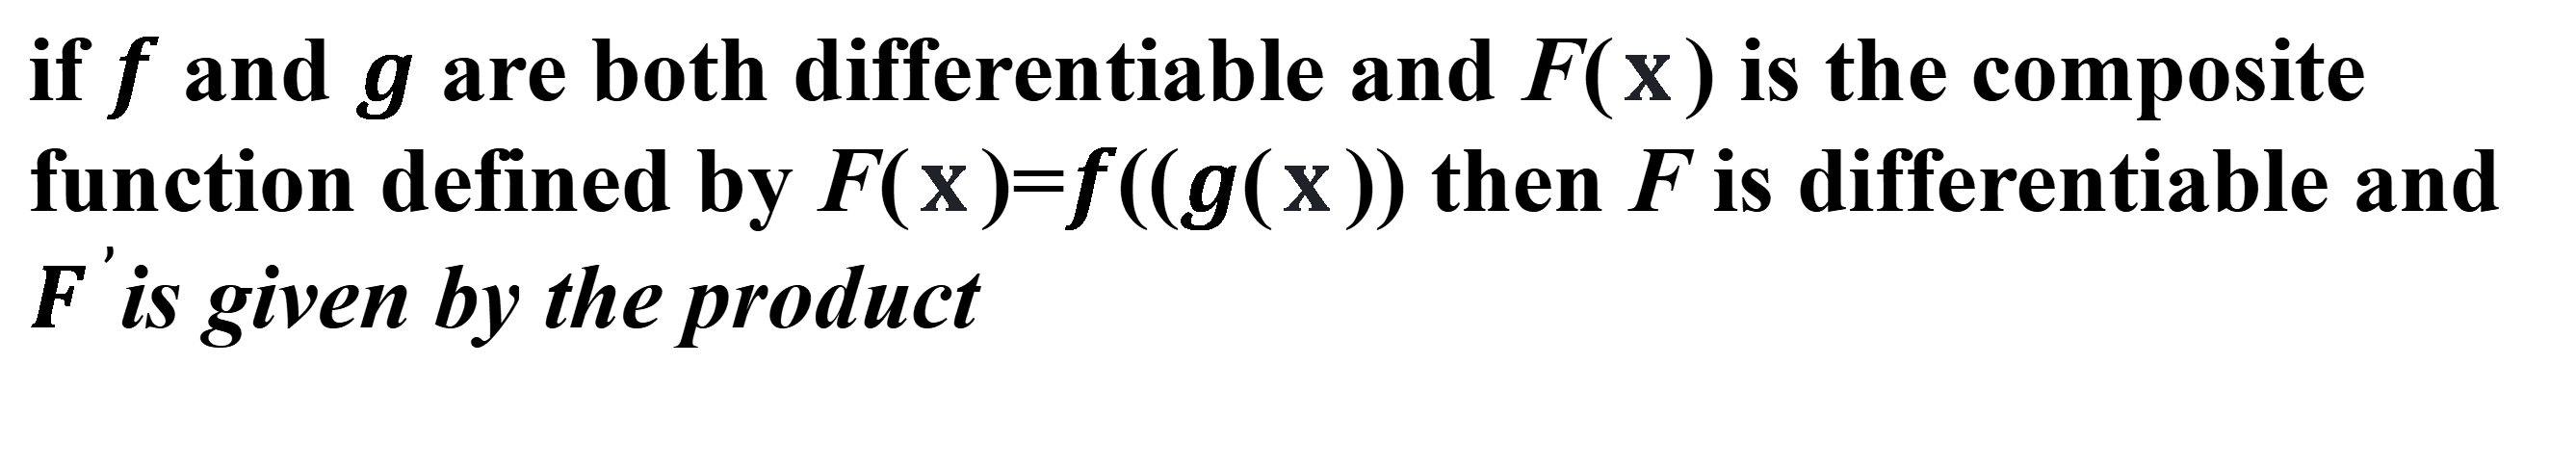 if f and g are both differentiable and F(x) is the composite
function defined by F(x)=f((g(x)) then F is differentiable and
F’is given by the product